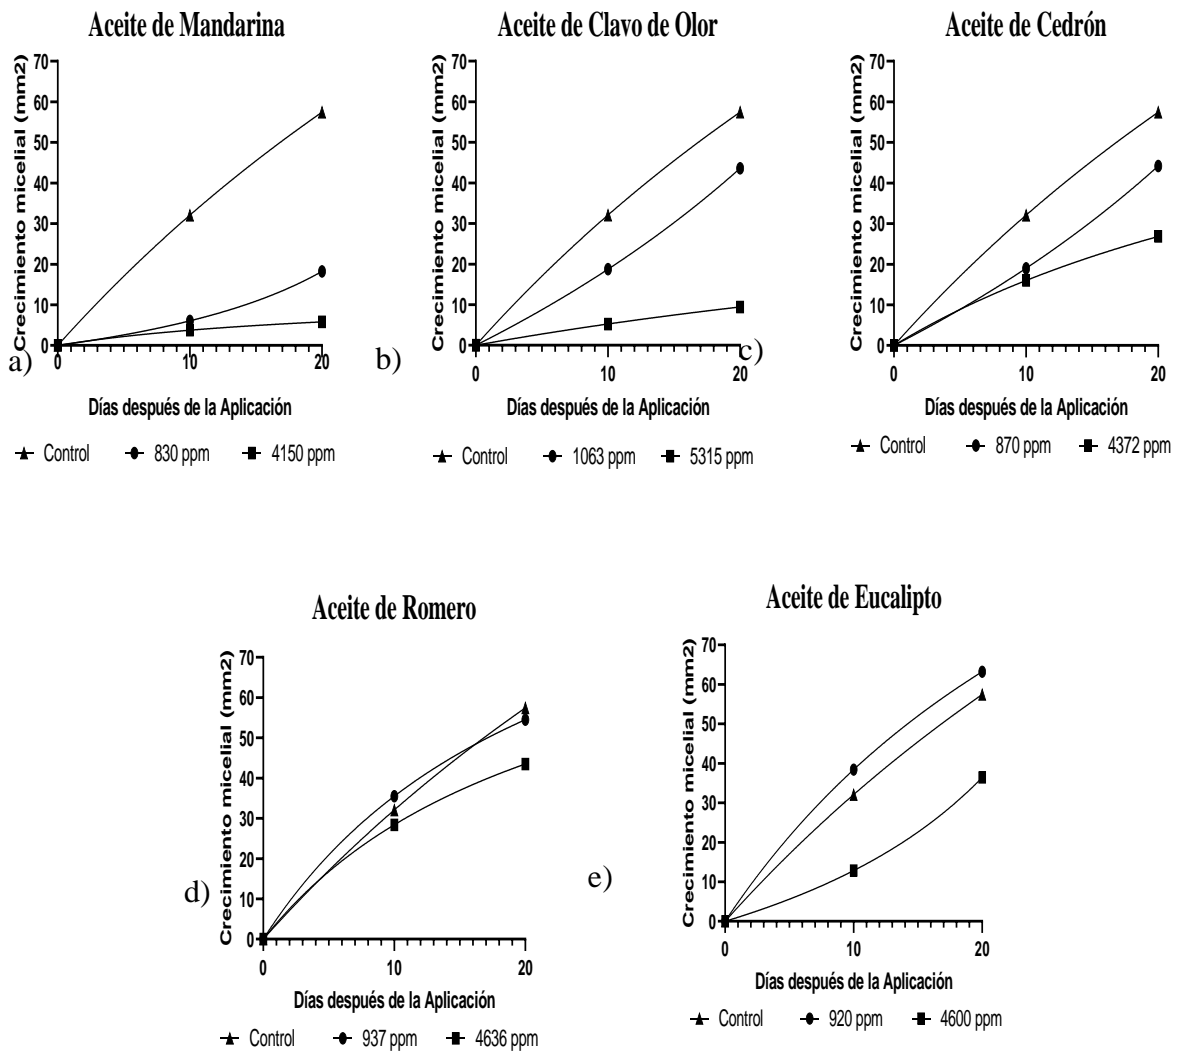 Aceite de Mandarina
Crecimiento micelial (mm2)
70
60
50
40
30
20
10
0
0 10 20
Días después de la Aplicación
Control 830 ppm 4150 ppm
a)
Aceite de Clavo de Olor
Crecimiento micelial (mm2)
70
60
50
40
30
20
10
0
0 10 20
Días después de la Aplicación
Control 1063 ppm 5315 ppm
b)
Aceite de Cedrón
Crecimiento micelial (mm2)
70
60
50
40
30
20
10
0
0 10 20
Días después de la Aplicación
Control 870 ppm 4372 ppm
c)
Aceite de Romero
Crecimiento micelial (mm2)
70
60
50
40
30
20
10
0
0 10 20
Días después de la Aplicación
Control 937 ppm 4636 ppm
d)
Aceite de Eucalipto
Crecimiento micelial (mm2)
70
60
50
40
30
20
10
0
0 10 20
Días después de la Aplicación
Control 920 ppm 4600 ppm
e)